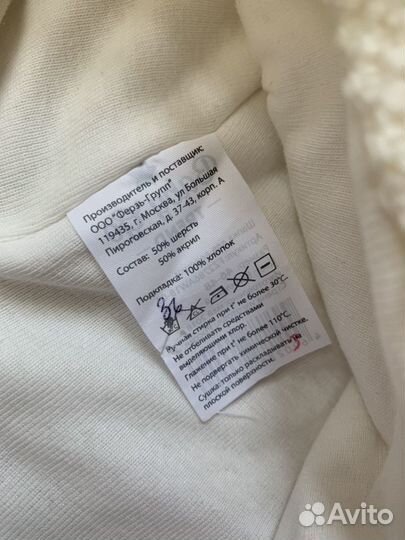 Производитель и поставщик:
ООО "Ферзь-Групп"
119435, г. Москва, ул Большая
Пироговская, д. 37-43, корп. А
Состав: 50% шерсть
50% акрил
Подкладка: 100% хлопок
36
Ручная стирка при t° не более 30°C.
Не отбеливать средствами
выделяющими хлор.
Глажение при t° не более 110°C.
Не подвергать химической чистке.
Сушка: только раскладывать на
плоской поверхности.
Avito